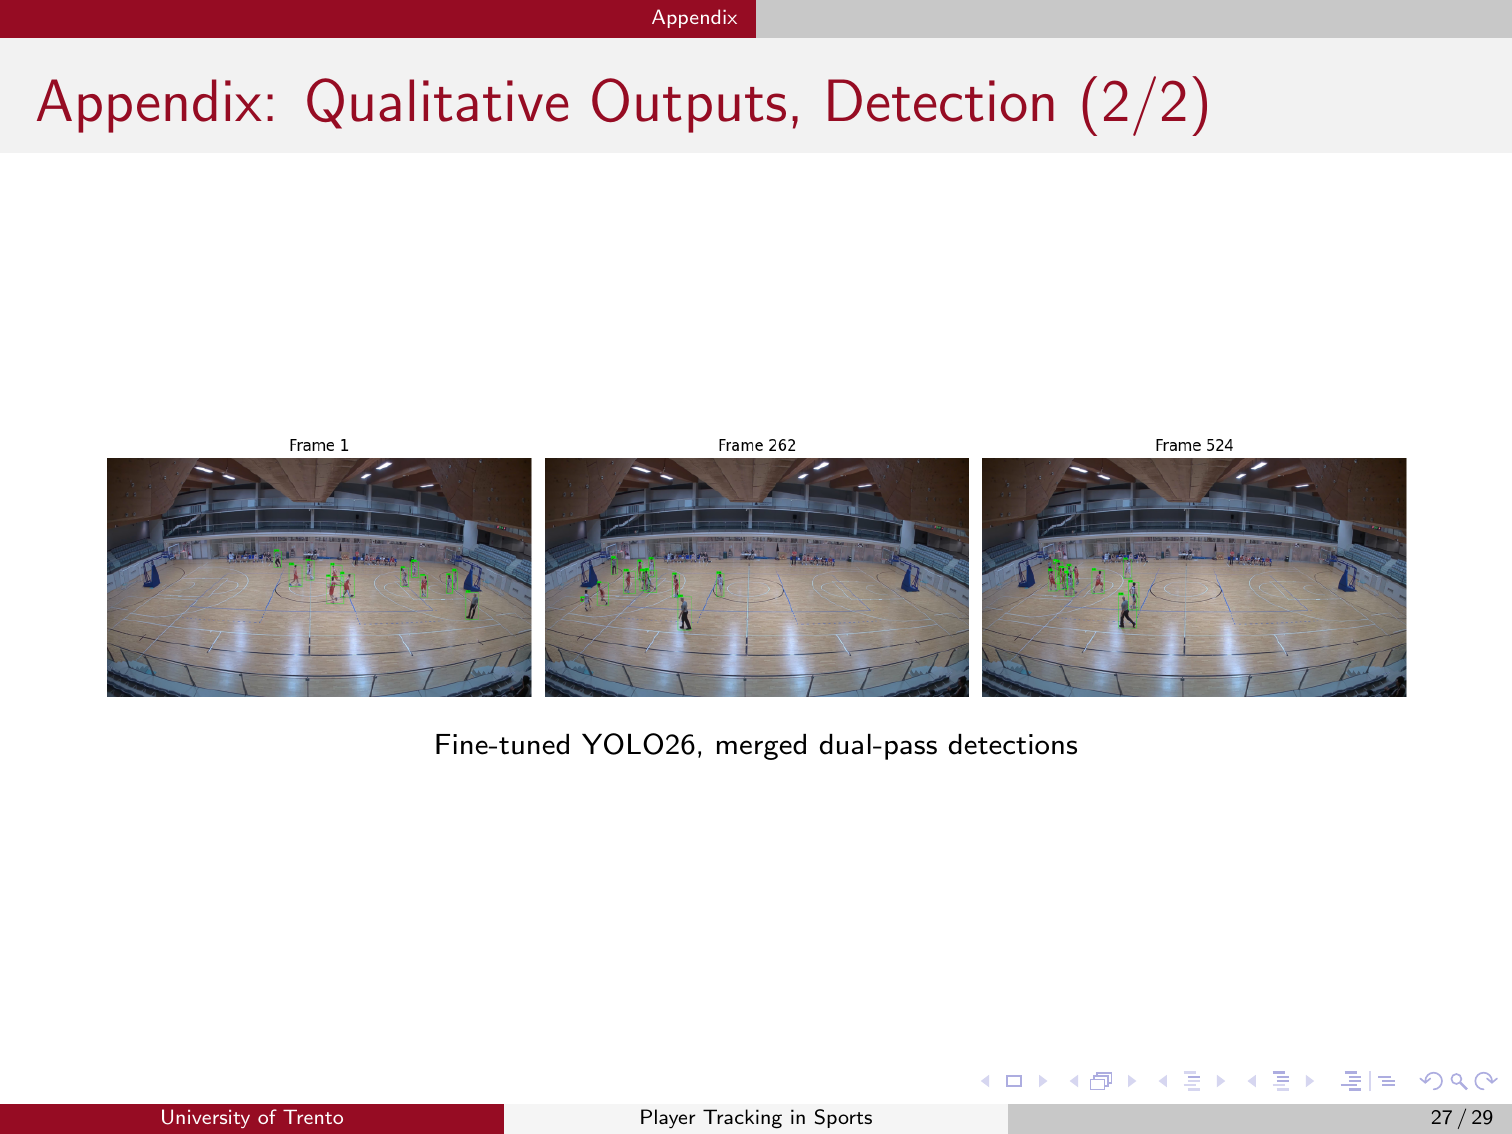 Appendix
Appendix: Qualitative Outputs, Detection (2/2)
Frame 1
Frame 262
Frame 524
Fine-tuned YOLO26, merged dual-pass detections
University of Trento
Player Tracking in Sports
27 / 29